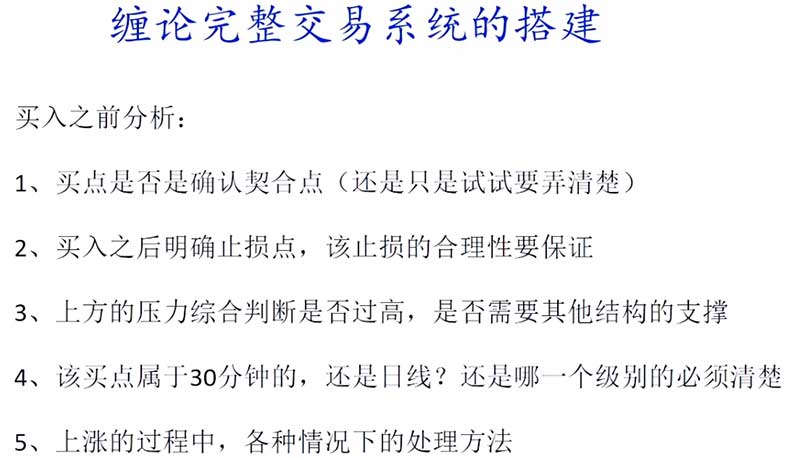 缠论完整交易系统的搭建
买入之前分析：
1、买点是否是确认契合点（还是只是试试要弄清楚）
2、买入之后明确止损点，该止损的合理性要保证
3、上方的压力综合判断是否过高，是否需要其他结构的支撑
4、该买点属于30分钟的，还是日线？还是哪一个级别的必须清楚
5、上涨的过程中，各种情况下的处理方法